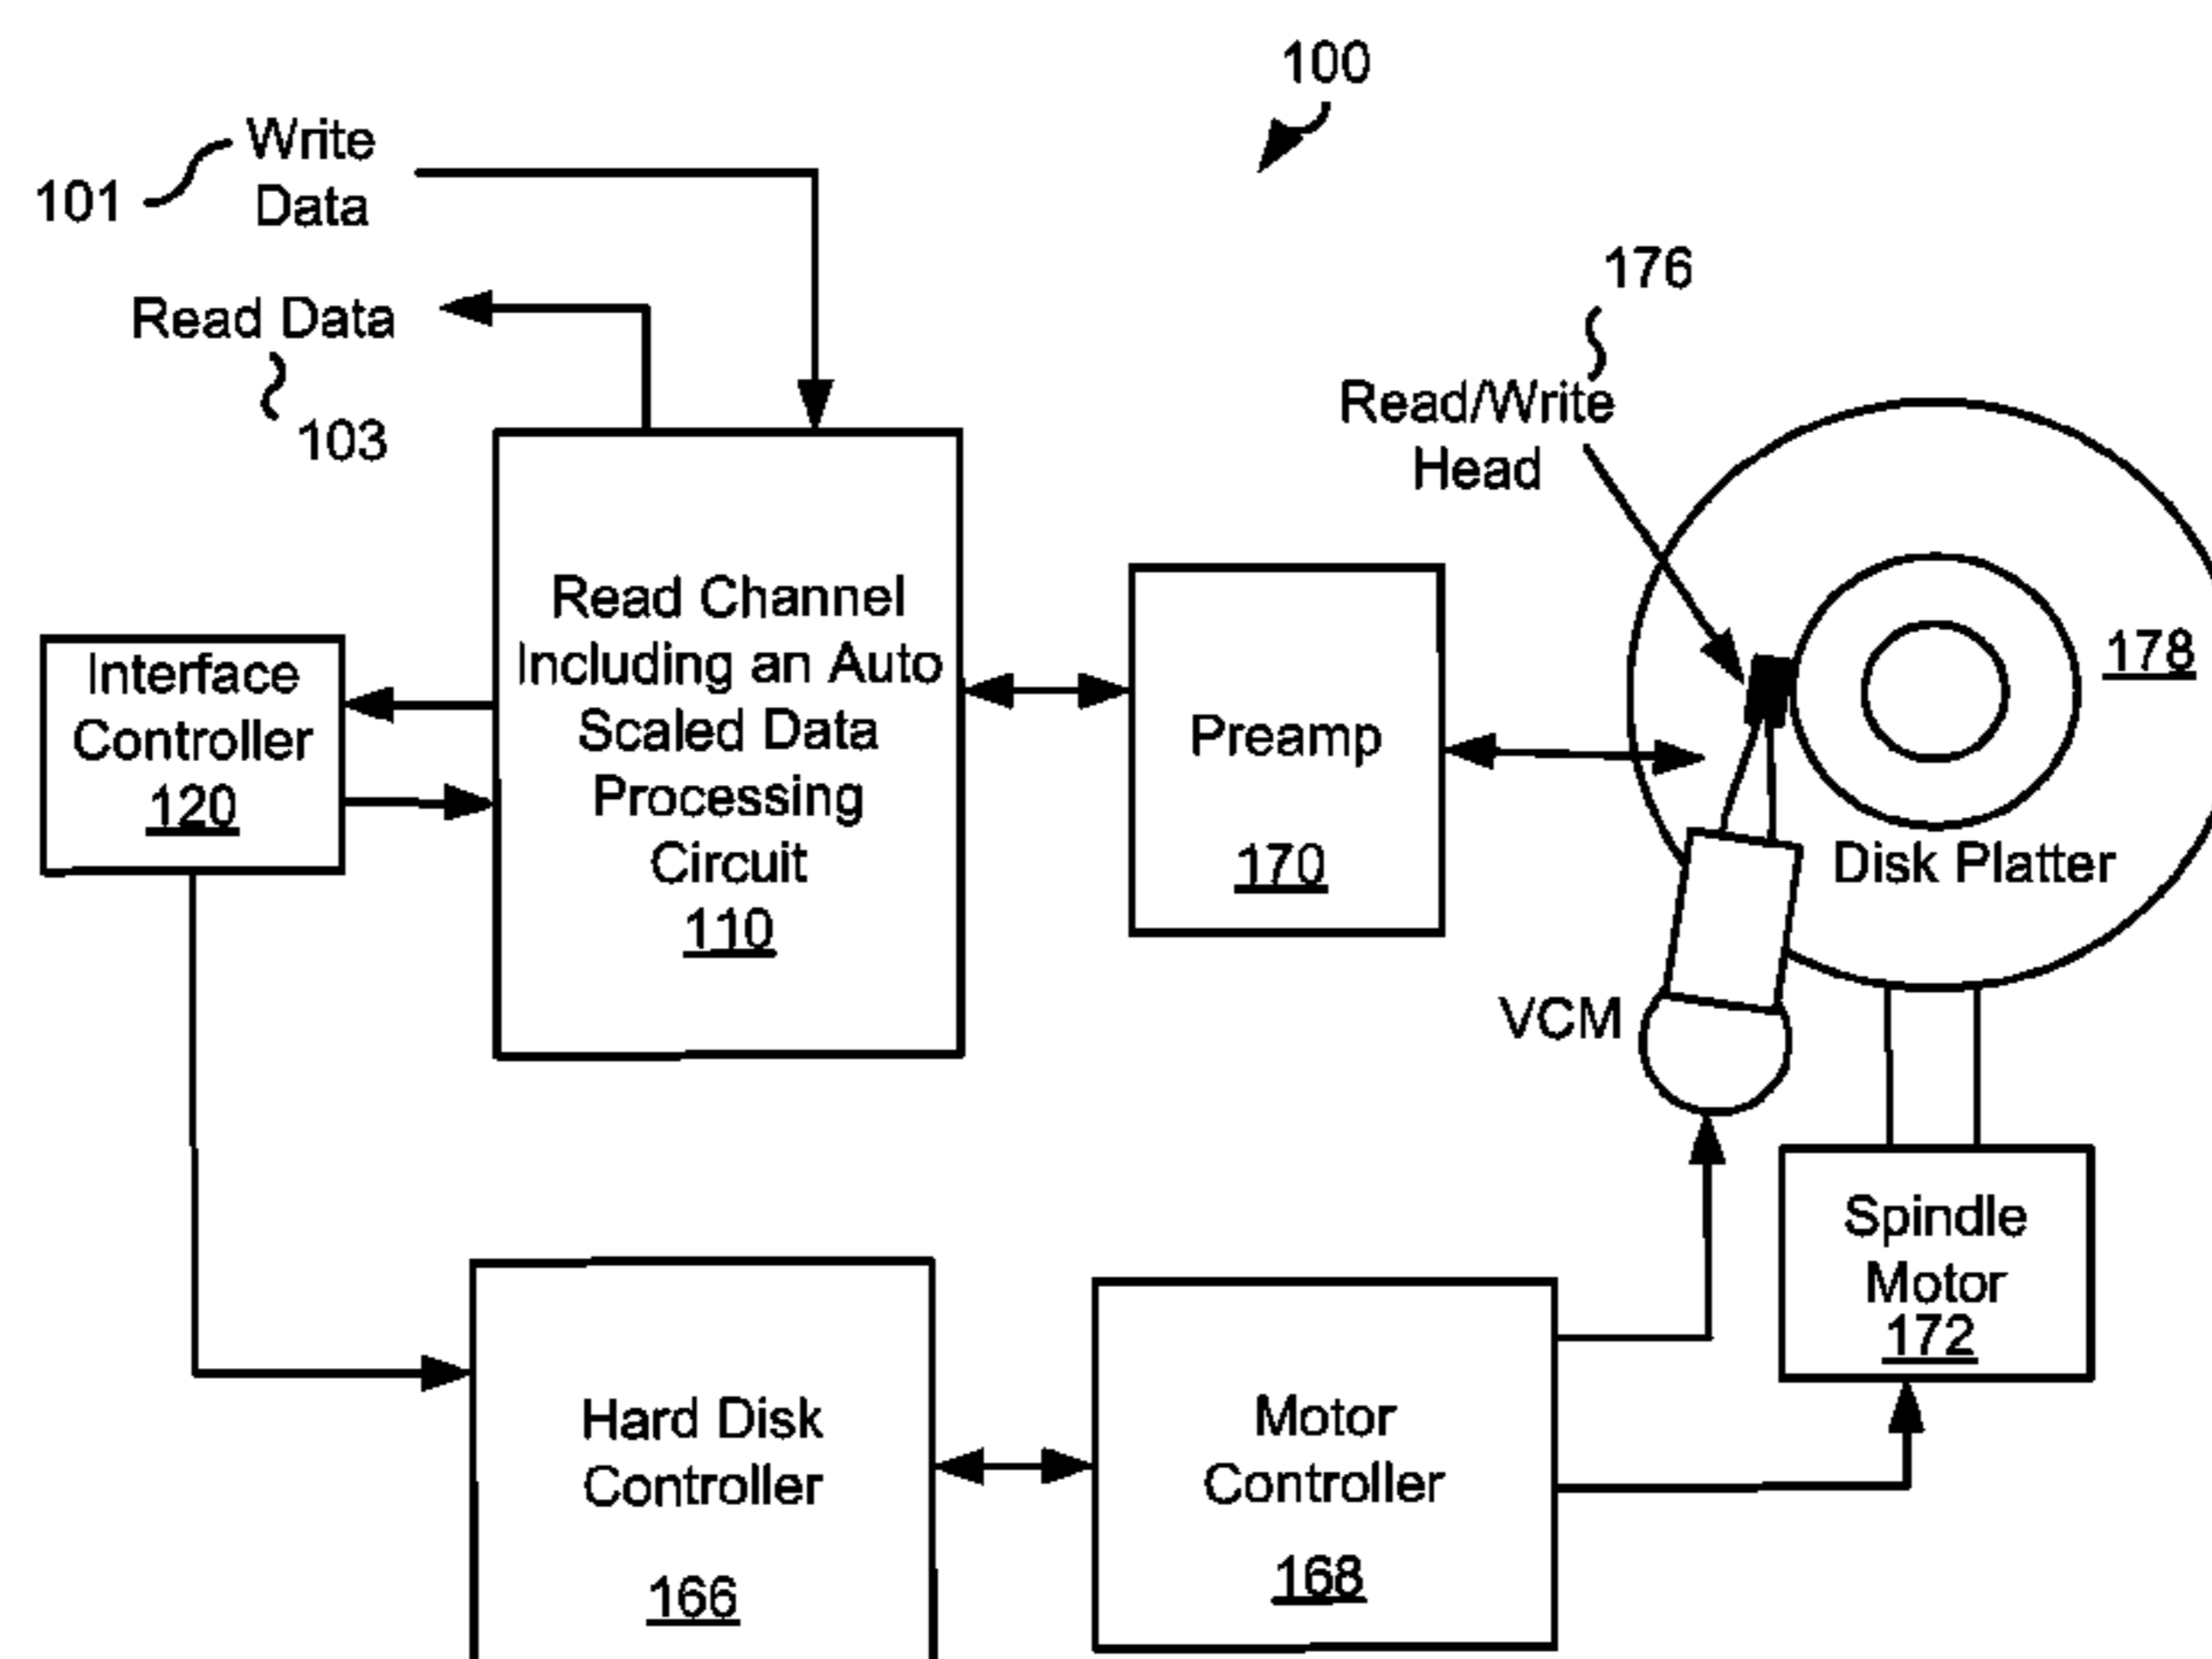 100
Write
101
Data
176
Read Data
103
Read/Write
Head
Read Channel
Including an Auto
Scaled Data
Processing
Circuit
110
Interface
Controller
120
Preamp
170
178
Disk Platter
VCM
Spindle
Motor
172
Hard Disk
Controller
166
Motor
Controller
168